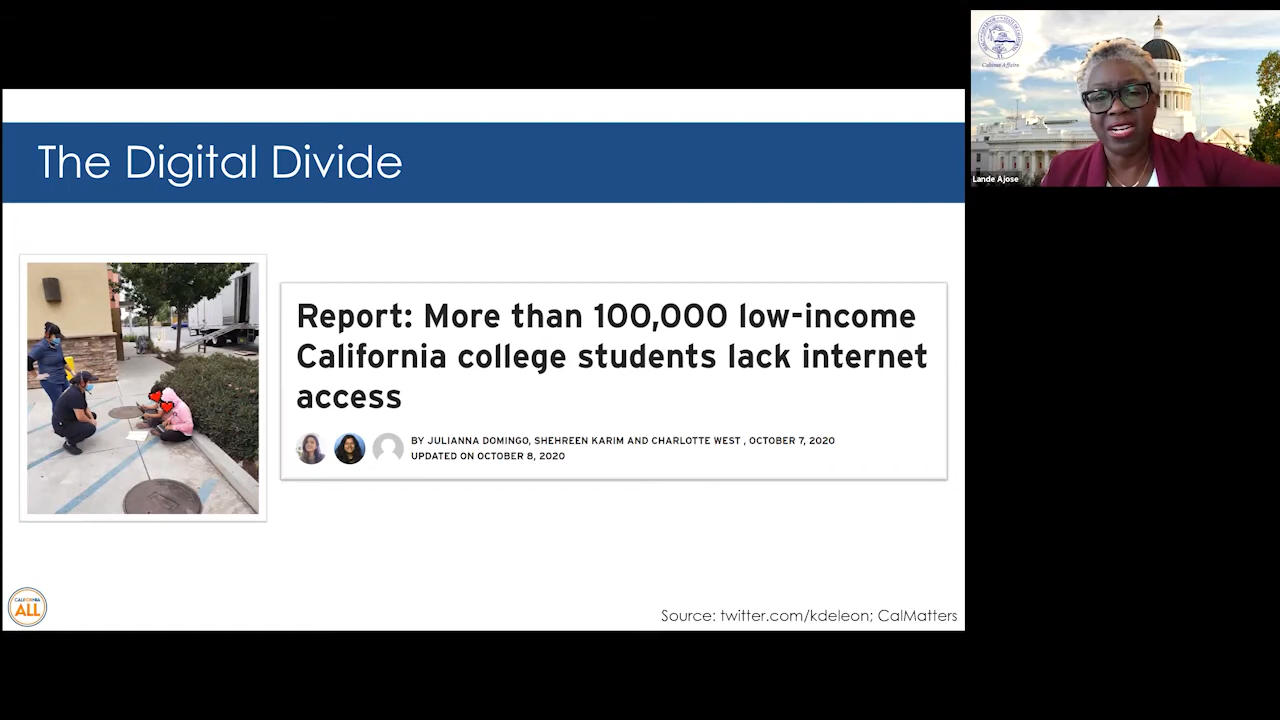 The Digital Divide
Report: More than 100,000 low-income
California college students lack internet
access
BY JULIANNA DOMINGO, SHEHREEN KARIM AND CHARLOTTE WEST , OCTOBER 7, 2020
UPDATED ON OCTOBER 8, 2020
CALIFORNIA
ALL
Source: twitter.com/kdeleon; CalMatters
Cabinet Affairs
Lande Ajose